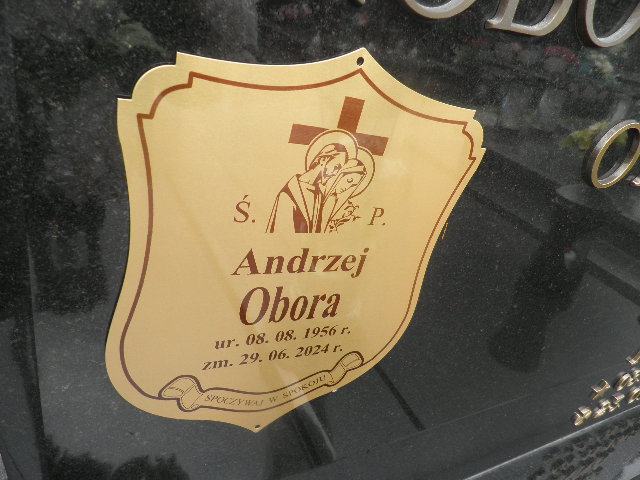 Ś. P.
Andrzej
Obora
ur. 08. 08. 1956 r.
zm. 29. 06. 2024 r.
SPOCZYWAJ W SPOKOJU